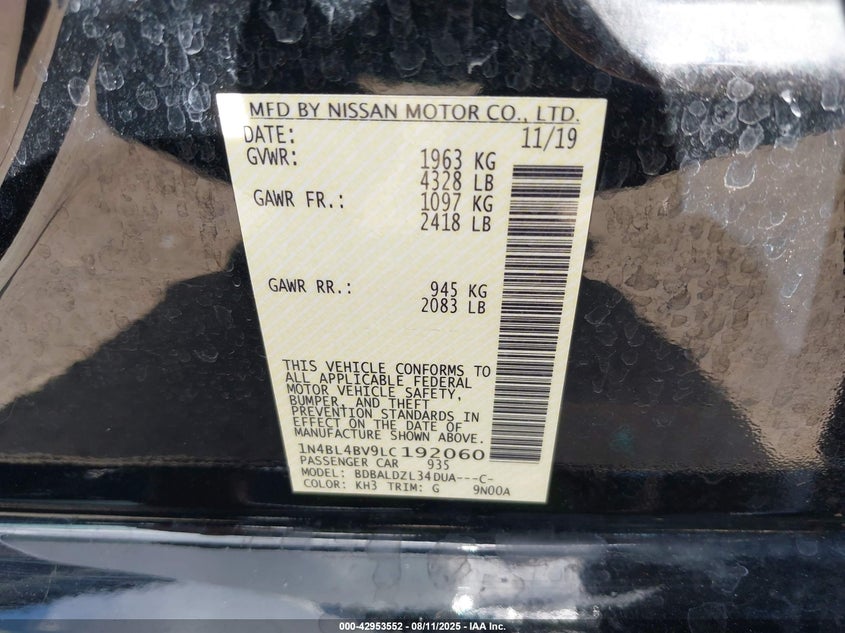 MFD BY NISSAN MOTOR CO., LTD.
DATE: 11/19
GVWR: 1963 KG
4328 LB
GAWR FR.: 1097 KG
2418 LB
GAWR RR.: 945 KG
2083 LB
THIS VEHICLE CONFORMS TO
ALL APPLICABLE FEDERAL
MOTOR VEHICLE SAFETY,
BUMPER, AND THEFT
PREVENTION STANDARDS IN
EFFECT ON THE DATE OF
MANUFACTURE SHOWN ABOVE.
1N4BL4BV9LC192060
PASSENGER CAR 935
MODEL: BDBALDZL34DUA---C-
COLOR: KH3 TRIM: G 9N00A
000-42953552 - 08/11/2025 - IAA Inc.